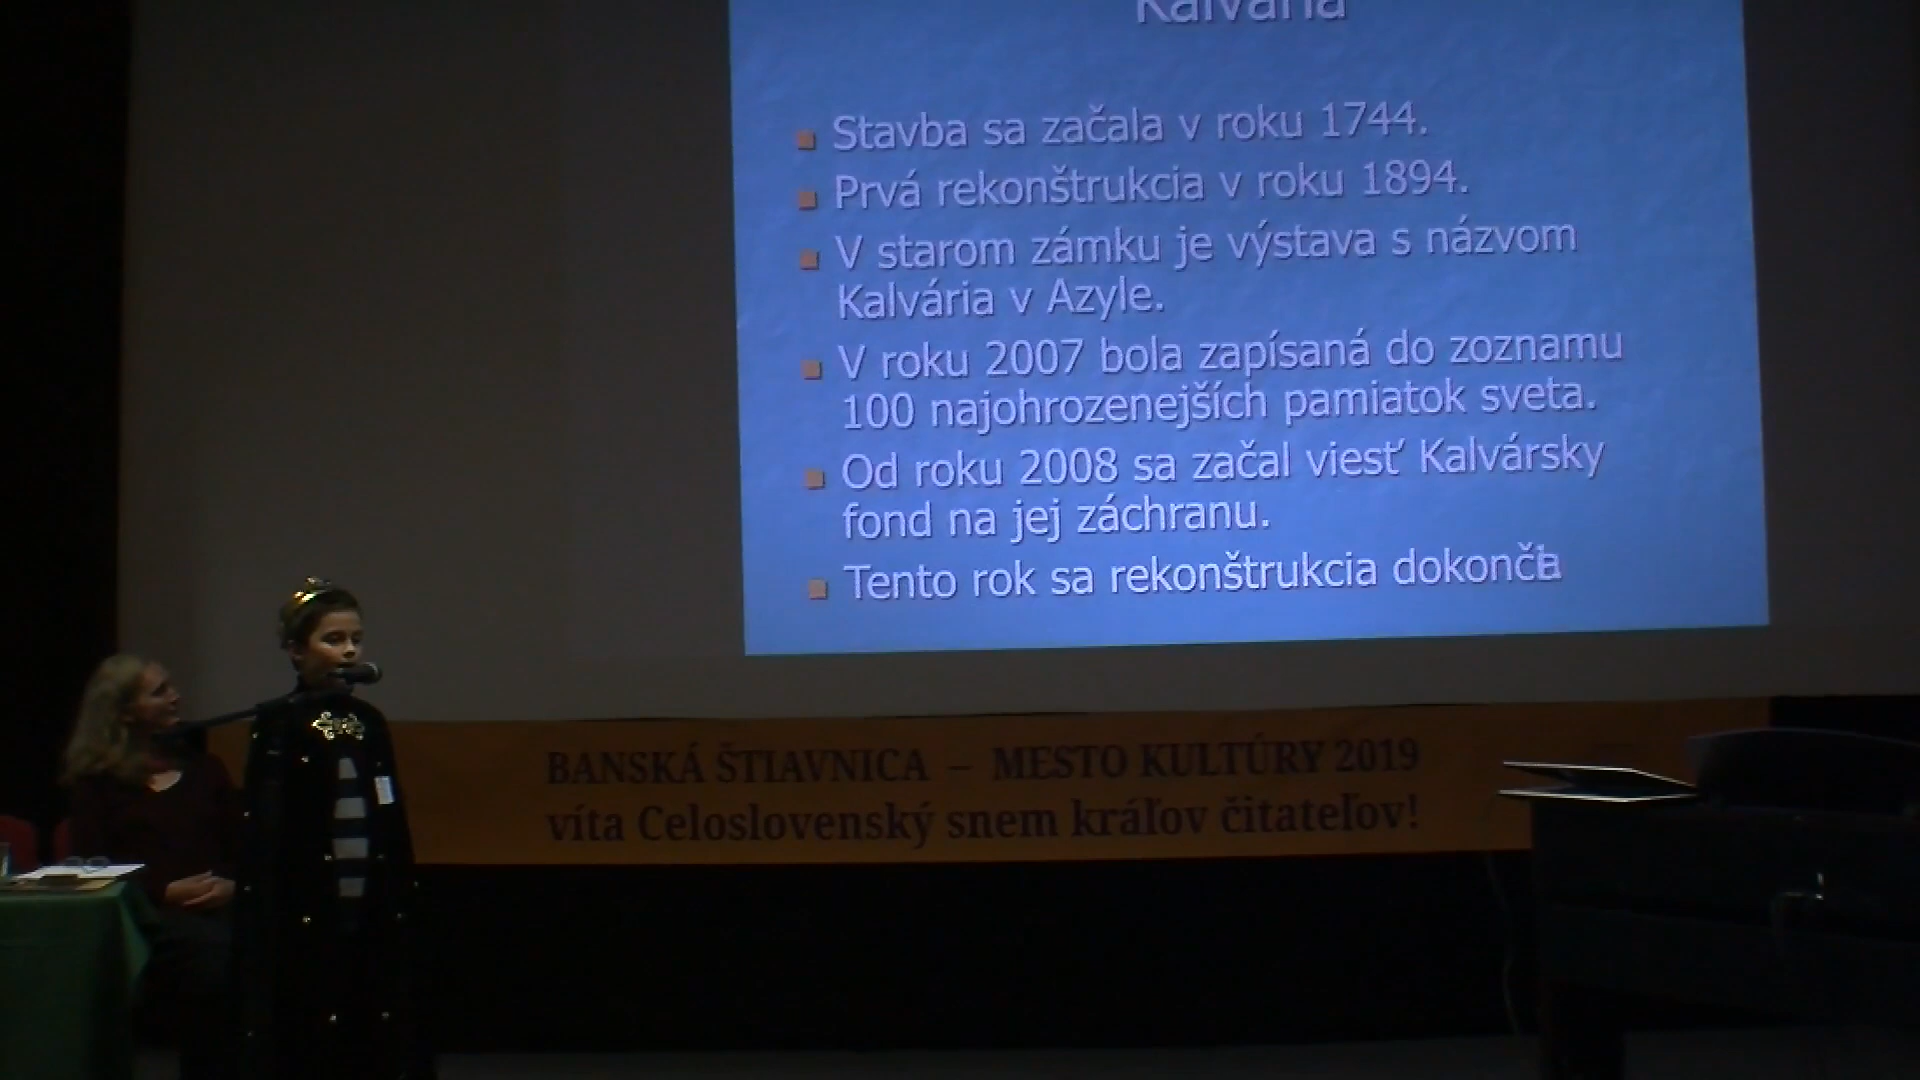 Kalvária
Stavba sa začala v roku 1744.
Prvá rekonštrukcia v roku 1894.
V starom zámku je výstava s názvom
Kalvária v Azyle.
V roku 2007 bola zapísaná do zoznamu
100 najohrozenejších pamiatok sveta.
Od roku 2008 sa začal viesť Kalvársky
fond na jej záchranu.
Tento rok sa rekonštrukcia
BANSKÁ ŠTIAVNICA – MESTO KULTÚRY 2019
víta Celoslovenský snem kráľov čitateľov!